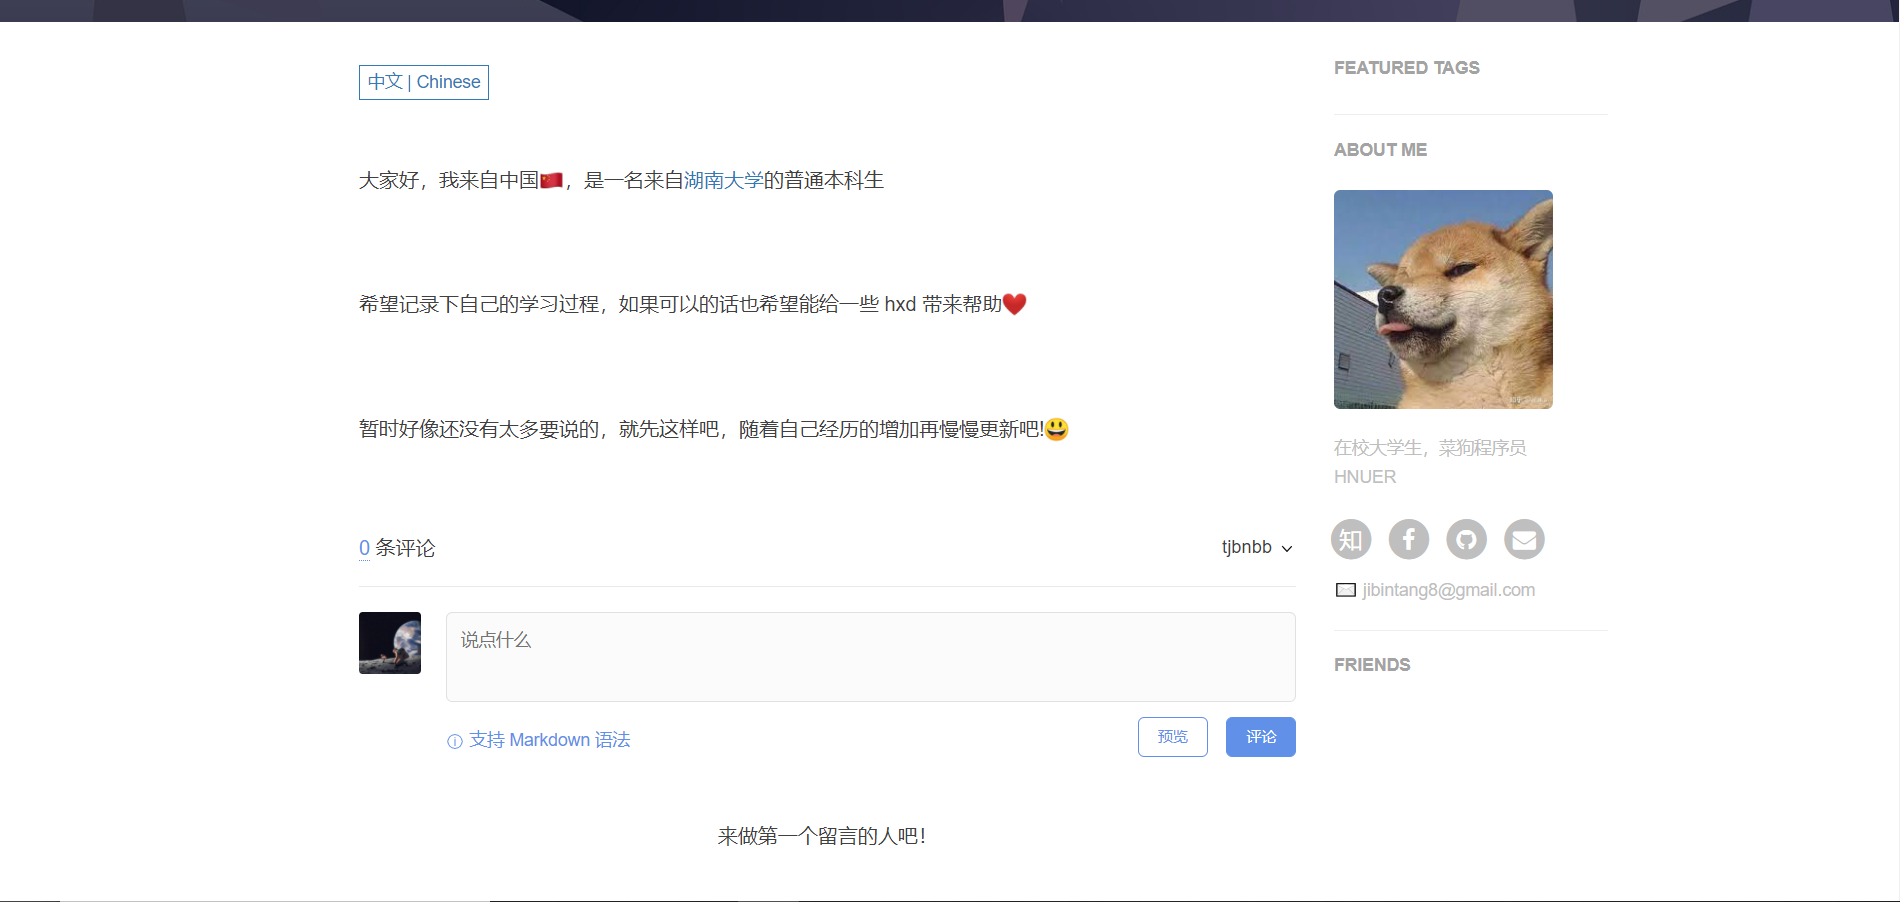 中文 | Chinese
大家好，我来自中国🇨🇳，是一名来自湖南大学的普通本科生
希望记录下自己的学习过程，如果可以的话也希望能给一些 hxd 带来帮助❤️
暂时好像还没有太多要说的，就先这样吧，随着自己经历的增加再慢慢更新吧!😃
0 条评论
tjbnbb
说点什么
支持 Markdown 语法
预览
评论
来做第一个留言的人吧！
FEATURED TAGS
ABOUT ME
在校大学生，菜狗程序员
HNUER
知
✉️ jibintang8@gmail.com
FRIENDS